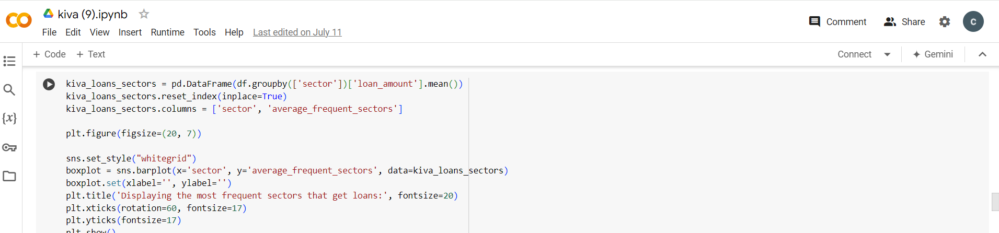 kiva (9).ipynb
File Edit View Insert Runtime Tools Help Last edited on July 11
Comment Share C
+ Code + Text
Connect Gemini
{x}
kiva_loans_sectors = pd.DataFrame(df.groupby(['sector'])['loan_amount'].mean())
kiva_loans_sectors.reset_index(inplace=True)
kiva_loans_sectors.columns = ['sector', 'average_frequent_sectors']
plt.figure(figsize=(20, 7))
sns.set_style("whitegrid")
boxplot = sns.barplot(x='sector', y='average_frequent_sectors', data=kiva_loans_sectors)
boxplot.set(xlabel='', ylabel='')
plt.title('Displaying the most frequent sectors that get loans:', fontsize=20)
plt.xticks(rotation=60, fontsize=17)
plt.yticks(fontsize=17)
plt.show()